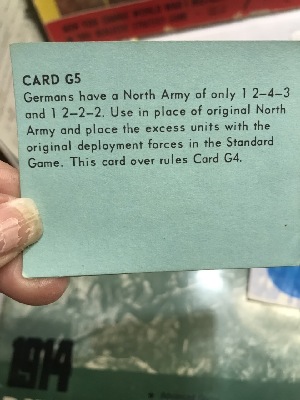 CARD G5
Germans have a North Army of only 1 2–4–3
and 1 2–2–2. Use in place of original North
Army and place the excess units with the
original deployment forces in the Standard
Game. This card over rules Card G4.
1914